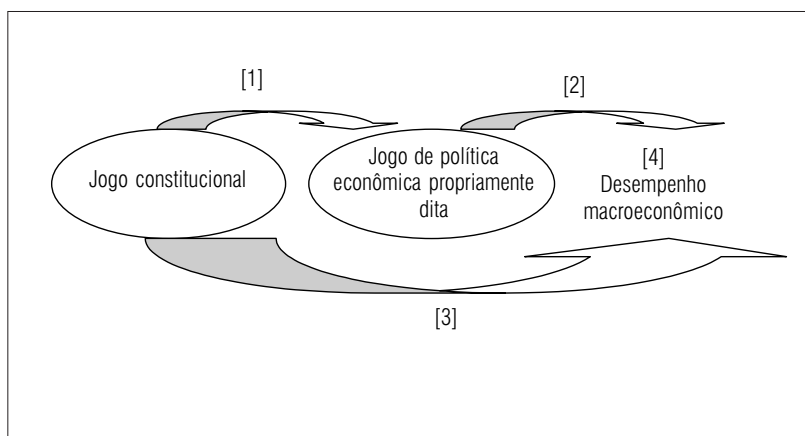 [1]
[2]
Jogo constitucional
Jogo de política
econômica propriamente
dita
[4]
Desempenho
macroeconômico
[3]